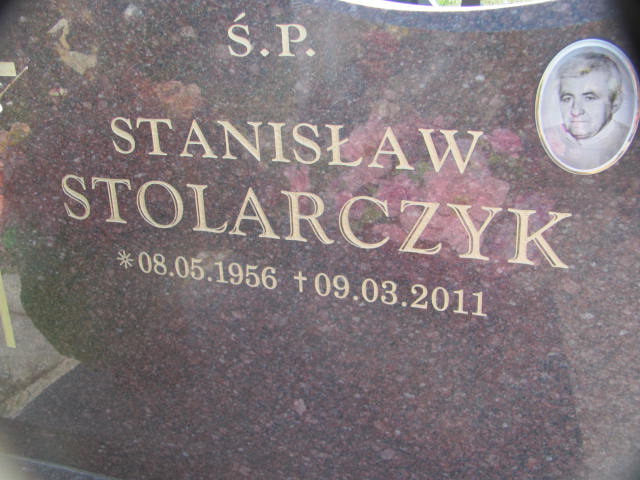 Ś.P.
STANISŁAW
STOLARCZYK
*08.05.1956 †09.03.2011